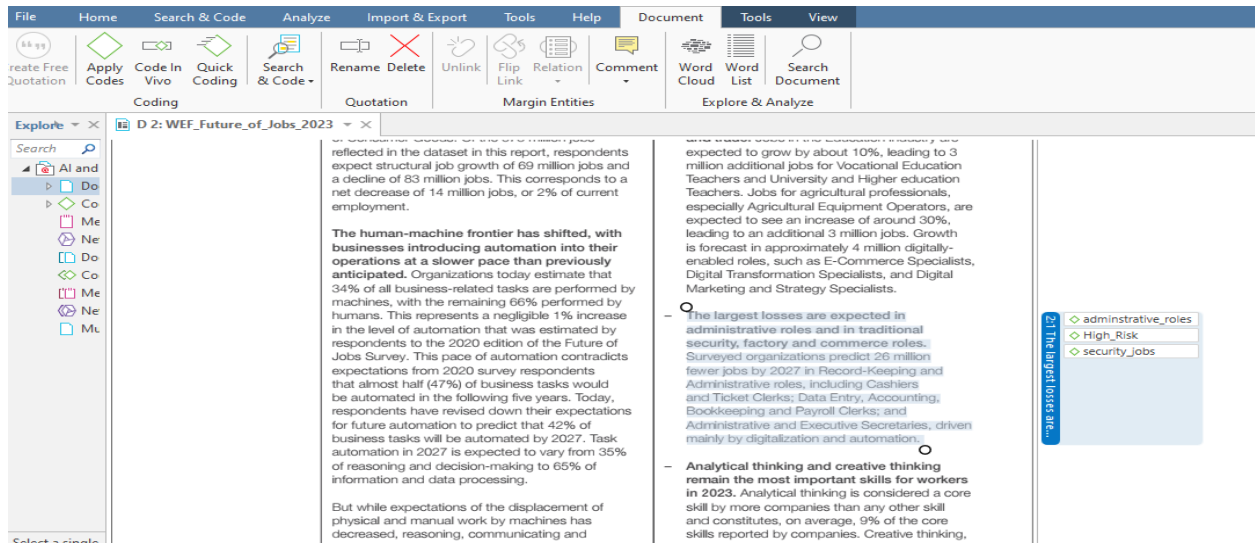 File Home Search & Code Analyze Import & Export Tools Help Document Tools View
Create Free Quotation
Apply Codes
Code In Vivo
Quick Coding
Search & Code
Rename Delete Unlink
Flip Link
Relation
Comment
Word Cloud
Word List
Search Document
Coding Quotation Margin Entities Explore & Analyze
Explore
D 2: WEF_Future_of_Jobs_2023
Search
AI and
Do
Co
Me
Ne
Do
Co
Me
Ne
Mu
Select a single
reflected in the dataset in this report, respondents
expect structural job growth of 69 million jobs and
a decline of 83 million jobs. This corresponds to a
net decrease of 14 million jobs, or 2% of current
employment.
The human-machine frontier has shifted, with
businesses introducing automation into their
operations at a slower pace than previously
anticipated. Organizations today estimate that
34% of all business-related tasks are performed by
machines, with the remaining 66% performed by
humans. This represents a negligible 1% increase
in the level of automation that was estimated by
respondents to the 2020 edition of the Future of
Jobs Survey. This pace of automation contradicts
expectations from 2020 survey respondents
that almost half (47%) of business tasks would
be automated in the following five years. Today,
respondents have revised down their expectations
for future automation to predict that 42% of
business tasks will be automated by 2027. Task
automation in 2027 is expected to vary from 35%
of reasoning and decision-making to 65% of
information and data processing.
But while expectations of the displacement of
physical and manual work by machines has
decreased, reasoning, communicating and
expected to grow by about 10%, leading to 3
million additional jobs for Vocational Education
Teachers and University and Higher education
Teachers. Jobs for agricultural professionals,
especially Agricultural Equipment Operators, are
expected to see an increase of around 30%,
leading to an additional 3 million jobs. Growth
is forecast in approximately 4 million digitally-
enabled roles, such as E-Commerce Specialists,
Digital Transformation Specialists, and Digital
Marketing and Strategy Specialists.
– The largest losses are expected in
administrative roles and in traditional
security, factory and commerce roles.
Surveyed organizations predict 26 million
fewer jobs by 2027 in Record-Keeping and
Administrative roles, including Cashiers
and Ticket Clerks; Data Entry, Accounting,
Bookkeeping and Payroll Clerks; and
Administrative and Executive Secretaries, driven
mainly by digitalization and automation.
– Analytical thinking and creative thinking
remain the most important skills for workers
in 2023. Analytical thinking is considered a core
skill by more companies than any other skill
and constitutes, on average, 9% of the core
skills reported by companies. Creative thinking,
2:1 The largest losses are...
adminstrative_roles
High_Risk
security_jobs